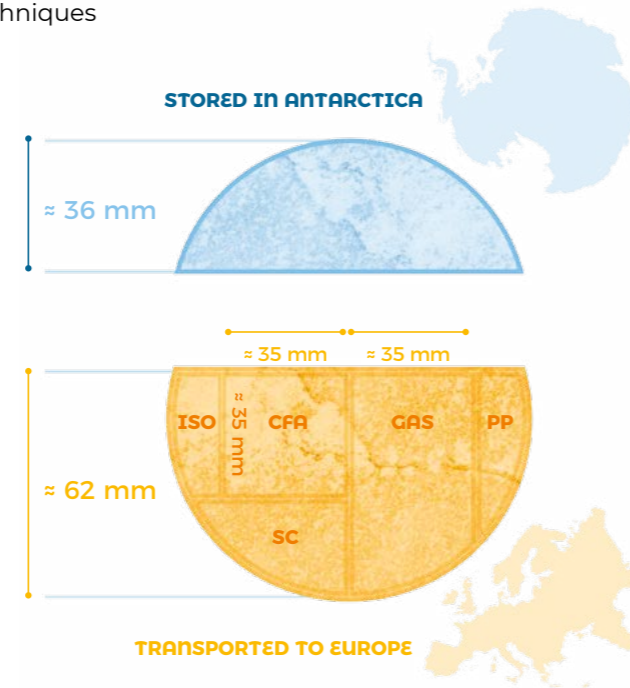 hniques
STORED IN ANTARCTICA
≈ 36 mm
≈ 35 mm
≈ 35 mm
ISO
≈ 35 mm
CFA
GAS
PP
≈ 62 mm
SC
TRANSPORTED TO EUROPE